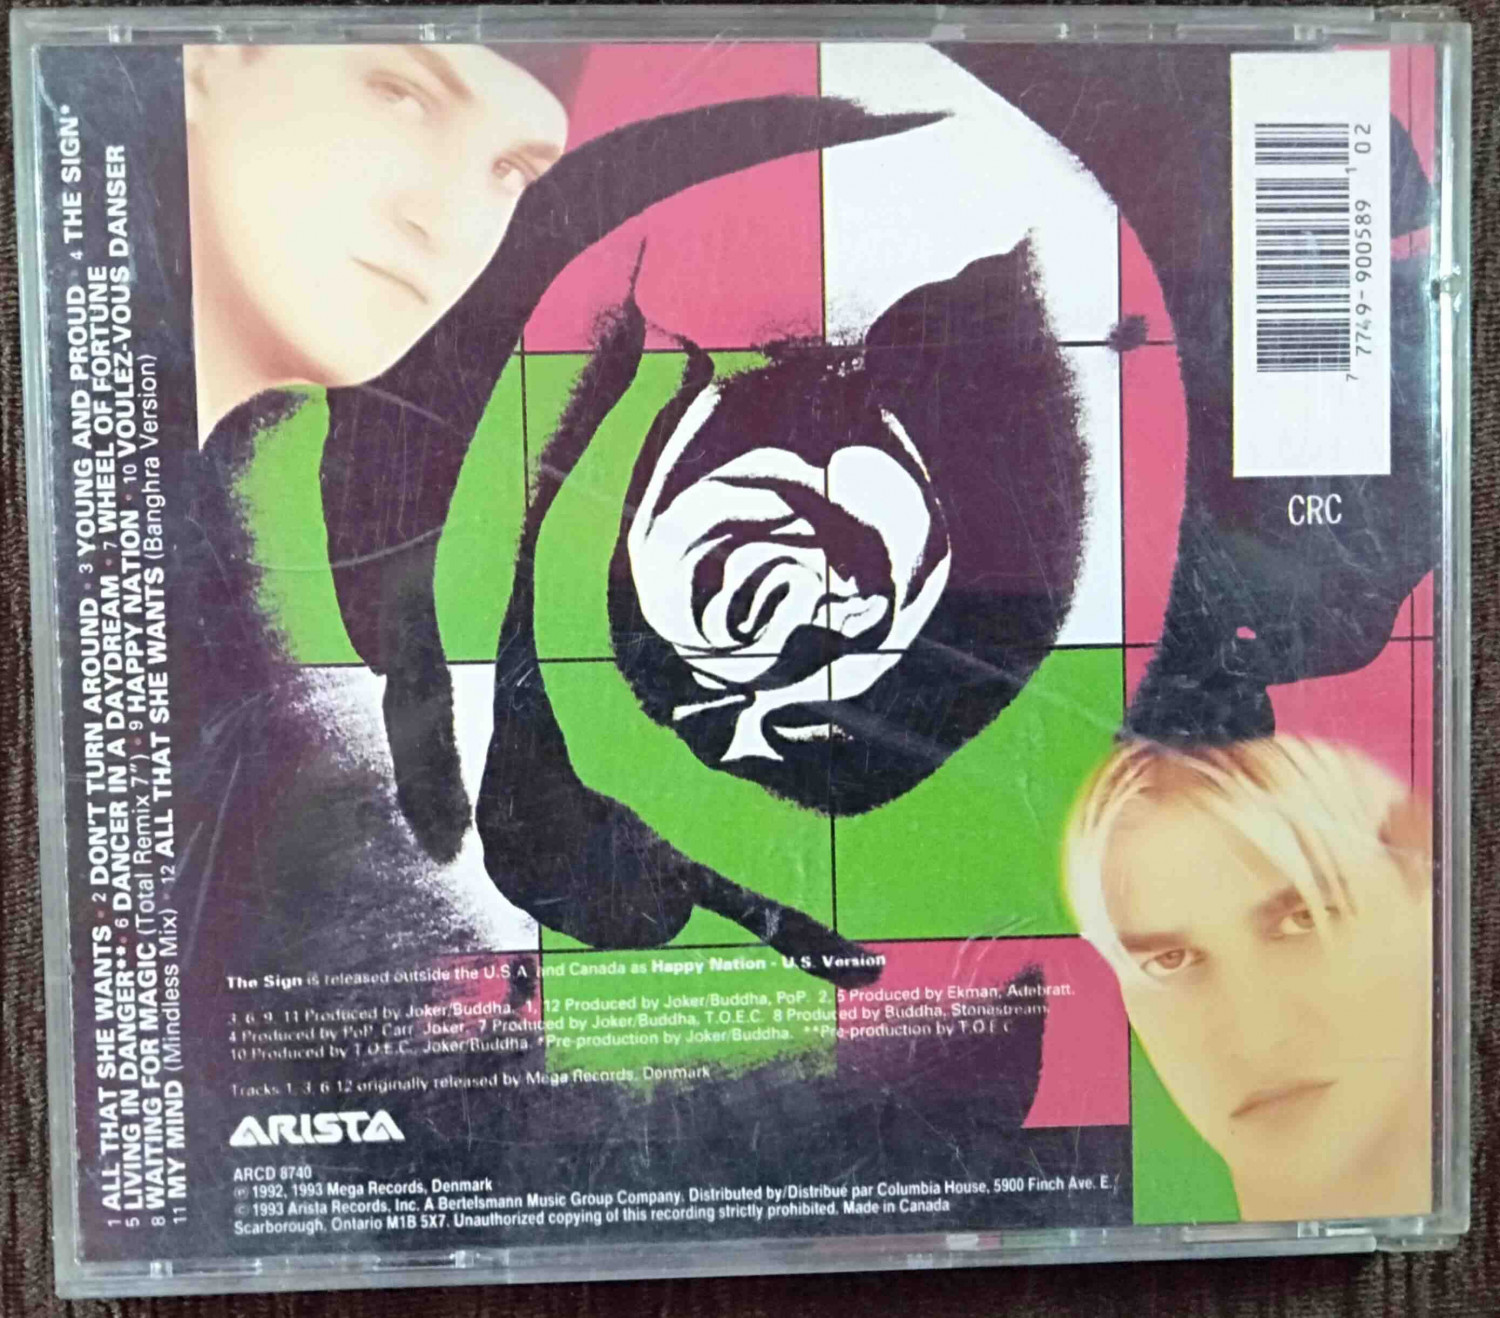 1 ALL THAT SHE WANTS • 2 DON'T TURN AROUND • 3 YOUNG AND PROUD • 4 THE SIGN*
5 LIVING IN DANGER** • 6 DANCER IN A DAYDREAM • 7 WHEEL OF FORTUNE
8 WAITING FOR MAGIC (Total Remix 7") • 9 HAPPY NATION • 10 VOULEZ-VOUS DANSER
11 MY MIND (Mindless Mix) • 12 ALL THAT SHE WANTS (Banghra Version)
7 7749-900589 1 02
CRC
The Sign is released outside the U.S.A. and Canada as Happy Nation - U.S. Version
3, 6, 9, 11 Produced by Joker/Buddha. 1, 12 Produced by Joker/Buddha, PoP. 2, 5 Produced by Ekman, Adebratt.
4 Produced by PoP, Carr, Joker. 7 Produced by Joker/Buddha, T.O.E.C. 8 Produced by Buddha, Stonestream.
10 Produced by T.O.E.C., Joker/Buddha. *Pre-production by Joker/Buddha. **Pre-production by T.O.E.C.
Tracks 1, 3, 6-12 originally released by Mega Records, Denmark
ARISTA
ARCD 8740
℗ 1992, 1993 Mega Records, Denmark
© 1993 Arista Records, Inc. A Bertelsmann Music Group Company. Distributed by/Distribué par Columbia House, 5900 Finch Ave. E.,
Scarborough, Ontario M1B 5X7. Unauthorized copying of this recording strictly prohibited. Made in Canada